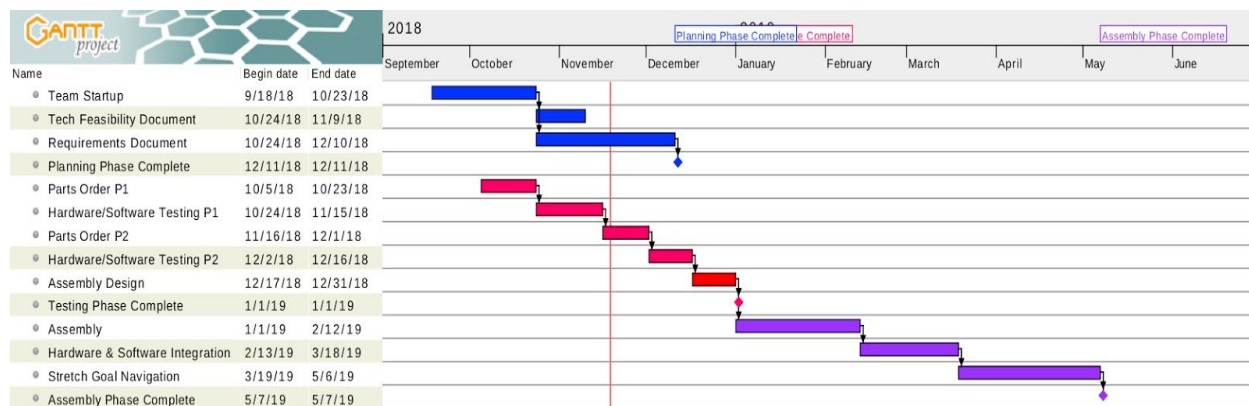 GANTT
project
2018
Planning Phase Complete
e Complete
Assembly Phase Complete
September October November December January February March April May June
Name Begin date End date
Team Startup 9/18/18 10/23/18
Tech Feasibility Document 10/24/18 11/9/18
Requirements Document 10/24/18 12/10/18
Planning Phase Complete 12/11/18 12/11/18
Parts Order P1 10/5/18 10/23/18
Hardware/Software Testing P1 10/24/18 11/15/18
Parts Order P2 11/16/18 12/1/18
Hardware/Software Testing P2 12/2/18 12/16/18
Assembly Design 12/17/18 12/31/18
Testing Phase Complete 1/1/19 1/1/19
Assembly 1/1/19 2/12/19
Hardware & Software Integration 2/13/19 3/18/19
Stretch Goal Navigation 3/19/19 5/6/19
Assembly Phase Complete 5/7/19 5/7/19